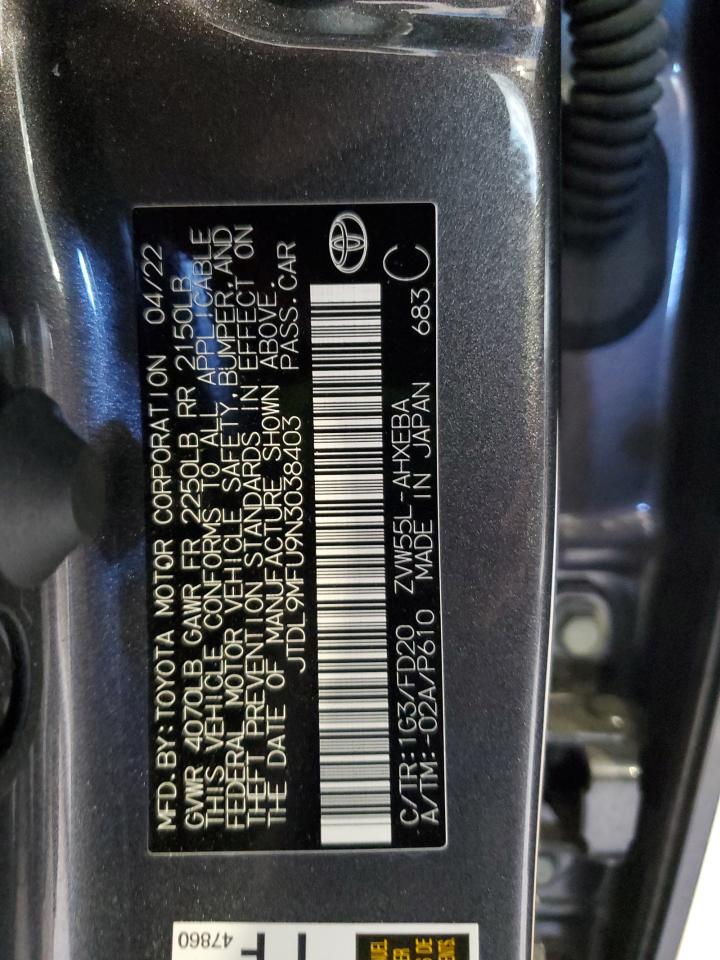 MFD.BY:TOYOTA MOTOR CORPORATION 04/22
GVWR 4070LB GAWR FR 2250LB RR 2150LB
THIS VEHICLE CONFORMS TO ALL APPLICABLE
FEDERAL MOTOR VEHICLE SAFETY,BUMPER,AND
THEFT PREVENTION STANDARDS IN EFFECT ON
THE DATE OF MANUFACTURE SHOWN ABOVE.
JTDL9MFU9N3038403 PASS.CAR
C/TR:1G3/FD20 ZVW55L-AHXEBA
A/TM:-02A/P610 MADE IN JAPAN 683 C
47860